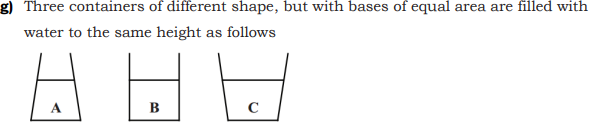 g) Three containers of different shape, but with bases of equal area are filled with
water to the same height as follows
A B C